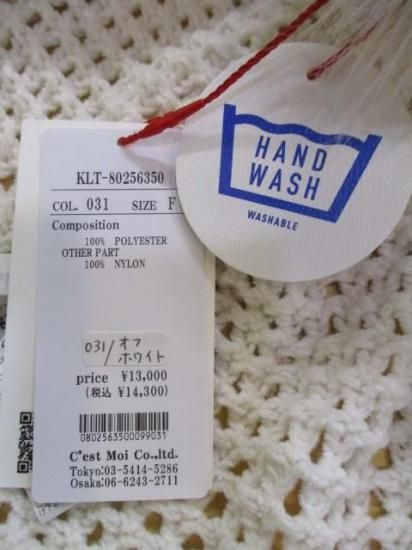 KLT-80256350
COL. 031 SIZE F
Composition
100% POLYESTER
OTHER PART
100% NYLON
031/オフ
ホワイト
price ¥13,000
(税込 ¥14,300)
0802563500099031
C'est Moi Co.,ltd.
Tokyo:03-5414-5286
Osaka:06-6243-2711
HAND
WASH
WASHABLE